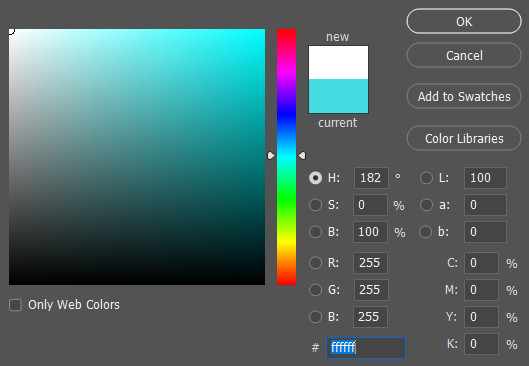 new
current
OK
Cancel
Add to Swatches
Color Libraries
H: 182 °
S: 0 %
B: 100 %
R: 255
G: 255
B: 255
# ffffff
L: 100
a: 0
b: 0
C: 0 %
M: 0 %
Y: 0 %
K: 0 %
Only Web Colors